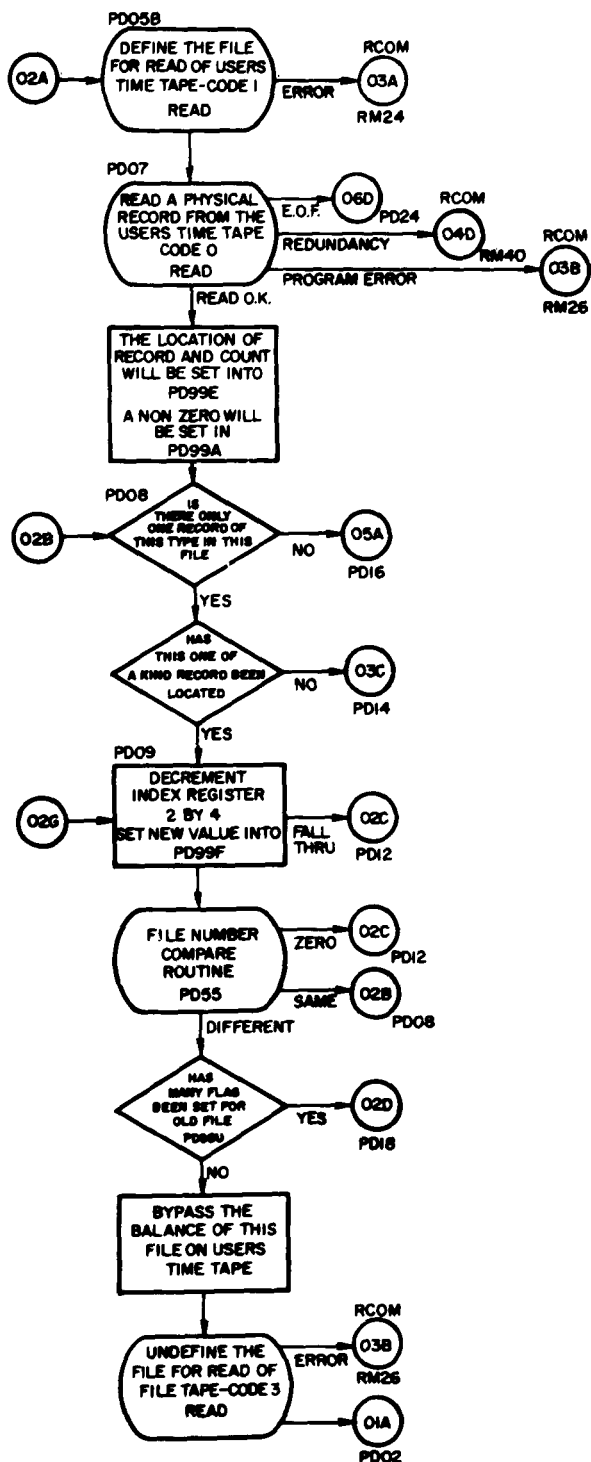 PD05B
DEFINE THE FILE
FOR READ OF USERS
TIME TAPE-CODE 1
READ
02A
ERROR
RCOM
03A
RM24
PD07
READ A PHYSICAL
RECORD FROM THE
USERS TIME TAPE
CODE 0
READ
E.O.F.
06D
PD24
REDUNDANCY
RCOM
04D
RM40
PROGRAM ERROR
RCOM
03B
RM26
READ O.K.
THE LOCATION OF
RECORD AND COUNT
WILL BE SET INTO
PD99E
A NON ZERO WILL
BE SET IN
PD99A
PD08
02B
IS
THERE ONLY
ONE RECORD OF
THIS TYPE IN THIS
FILE
NO
05A
PD16
YES
HAS
THIS ONE OF
A KIND RECORD BEEN
LOCATED
NO
03C
PD14
YES
PD09
02G
DECREMENT
INDEX REGISTER
2 BY 4
SET NEW VALUE INTO
PD99F
FALL
THRU
02C
PD12
FILE NUMBER
COMPARE
ROUTINE
PD55
ZERO
02C
PD12
SAME
02B
PD08
DIFFERENT
HAS
MANY FLAG
BEEN SET FOR
OLD FILE
YES
02D
PD18
NO
BYPASS THE
BALANCE OF THIS
FILE ON USERS
TIME TAPE
UNDEFINE THE
FILE FOR READ OF
FILE TAPE-CODE 3
READ
ERROR
RCOM
03B
RM26
01A
PD02